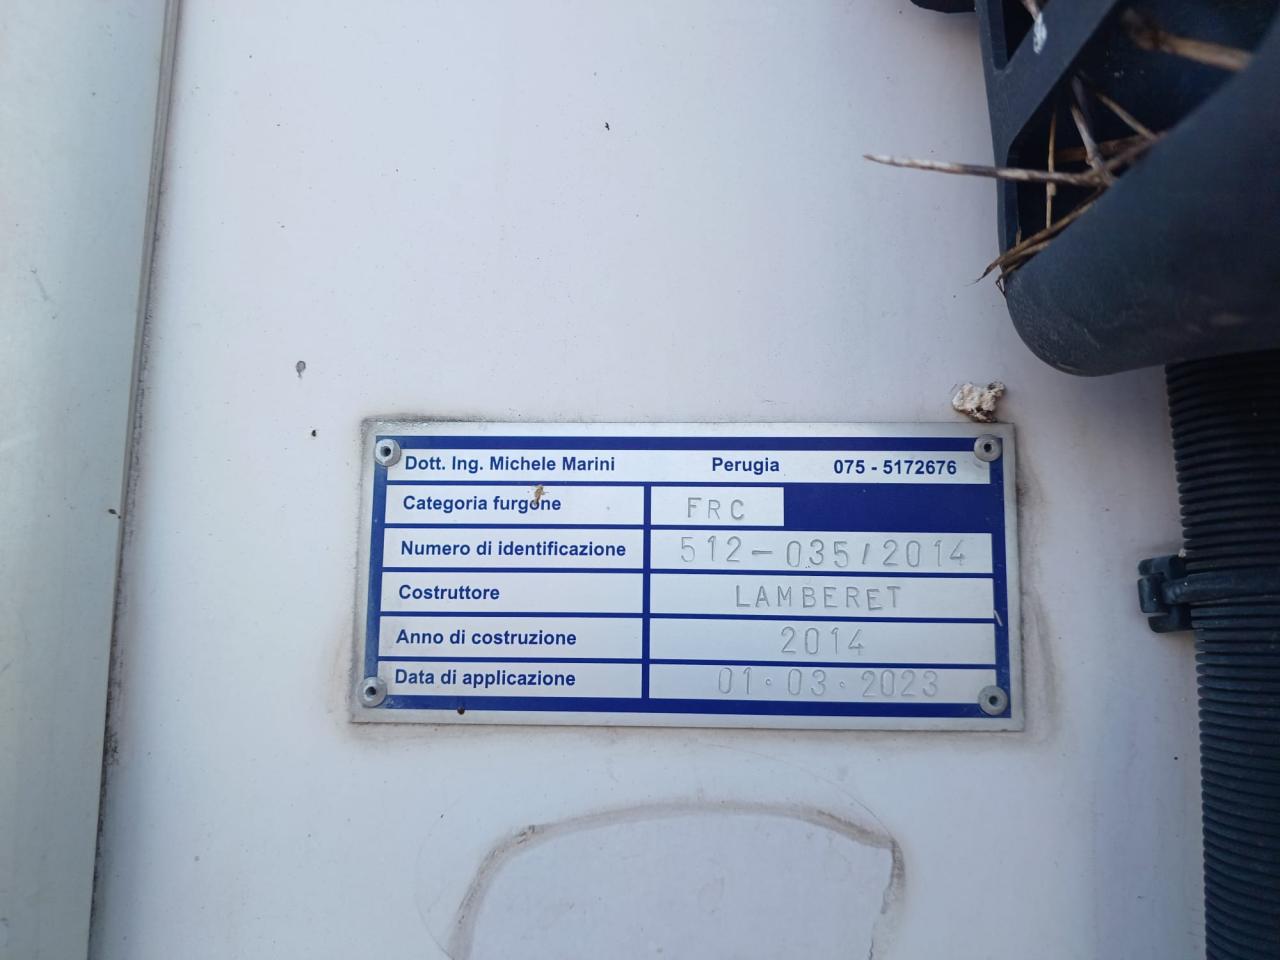 Dott. Ing. Michele Marini Perugia 075 - 5172676
Categoria furgone FRC
Numero di identificazione 512-035/2014
Costruttore LAMBERET
Anno di costruzione 2014
Data di applicazione 01·03·2023